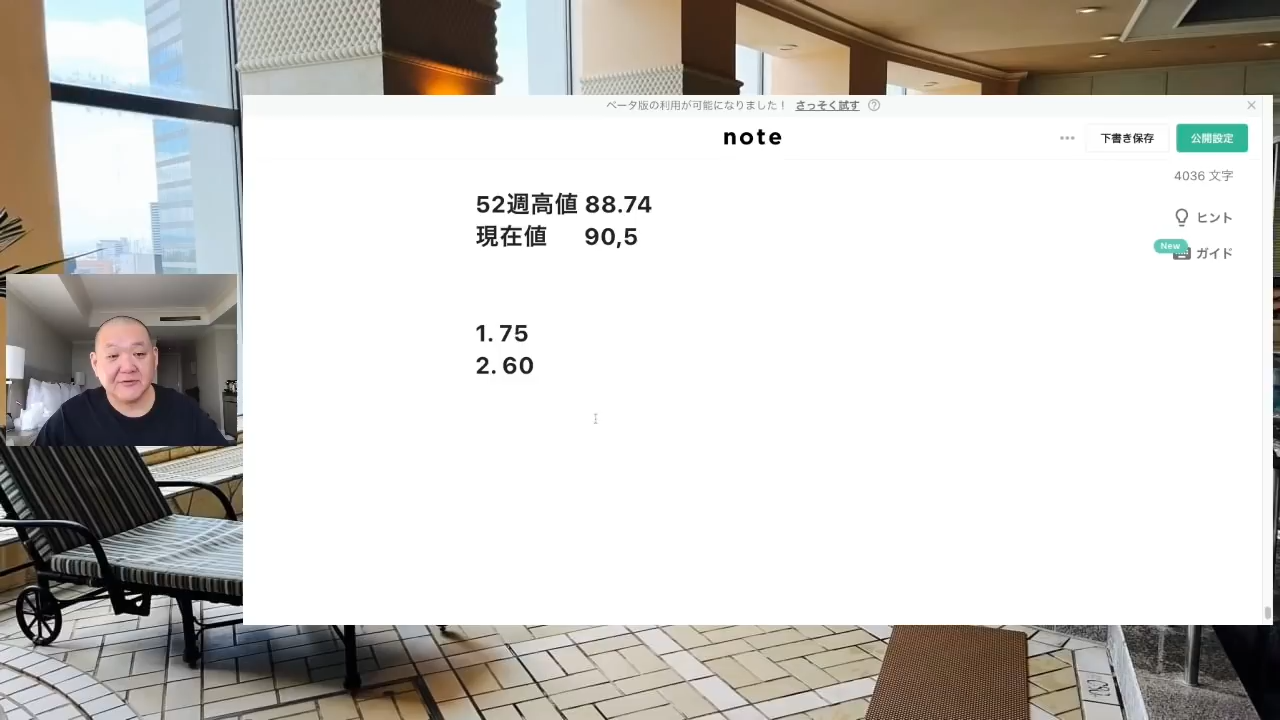 ベータ版の利用が可能になりました！ さっそく試す ?
note
下書き保存
公開設定
4036 文字
52週高値 88.74
現在値 90,5
ヒント
New
ガイド
1. 75
2. 60